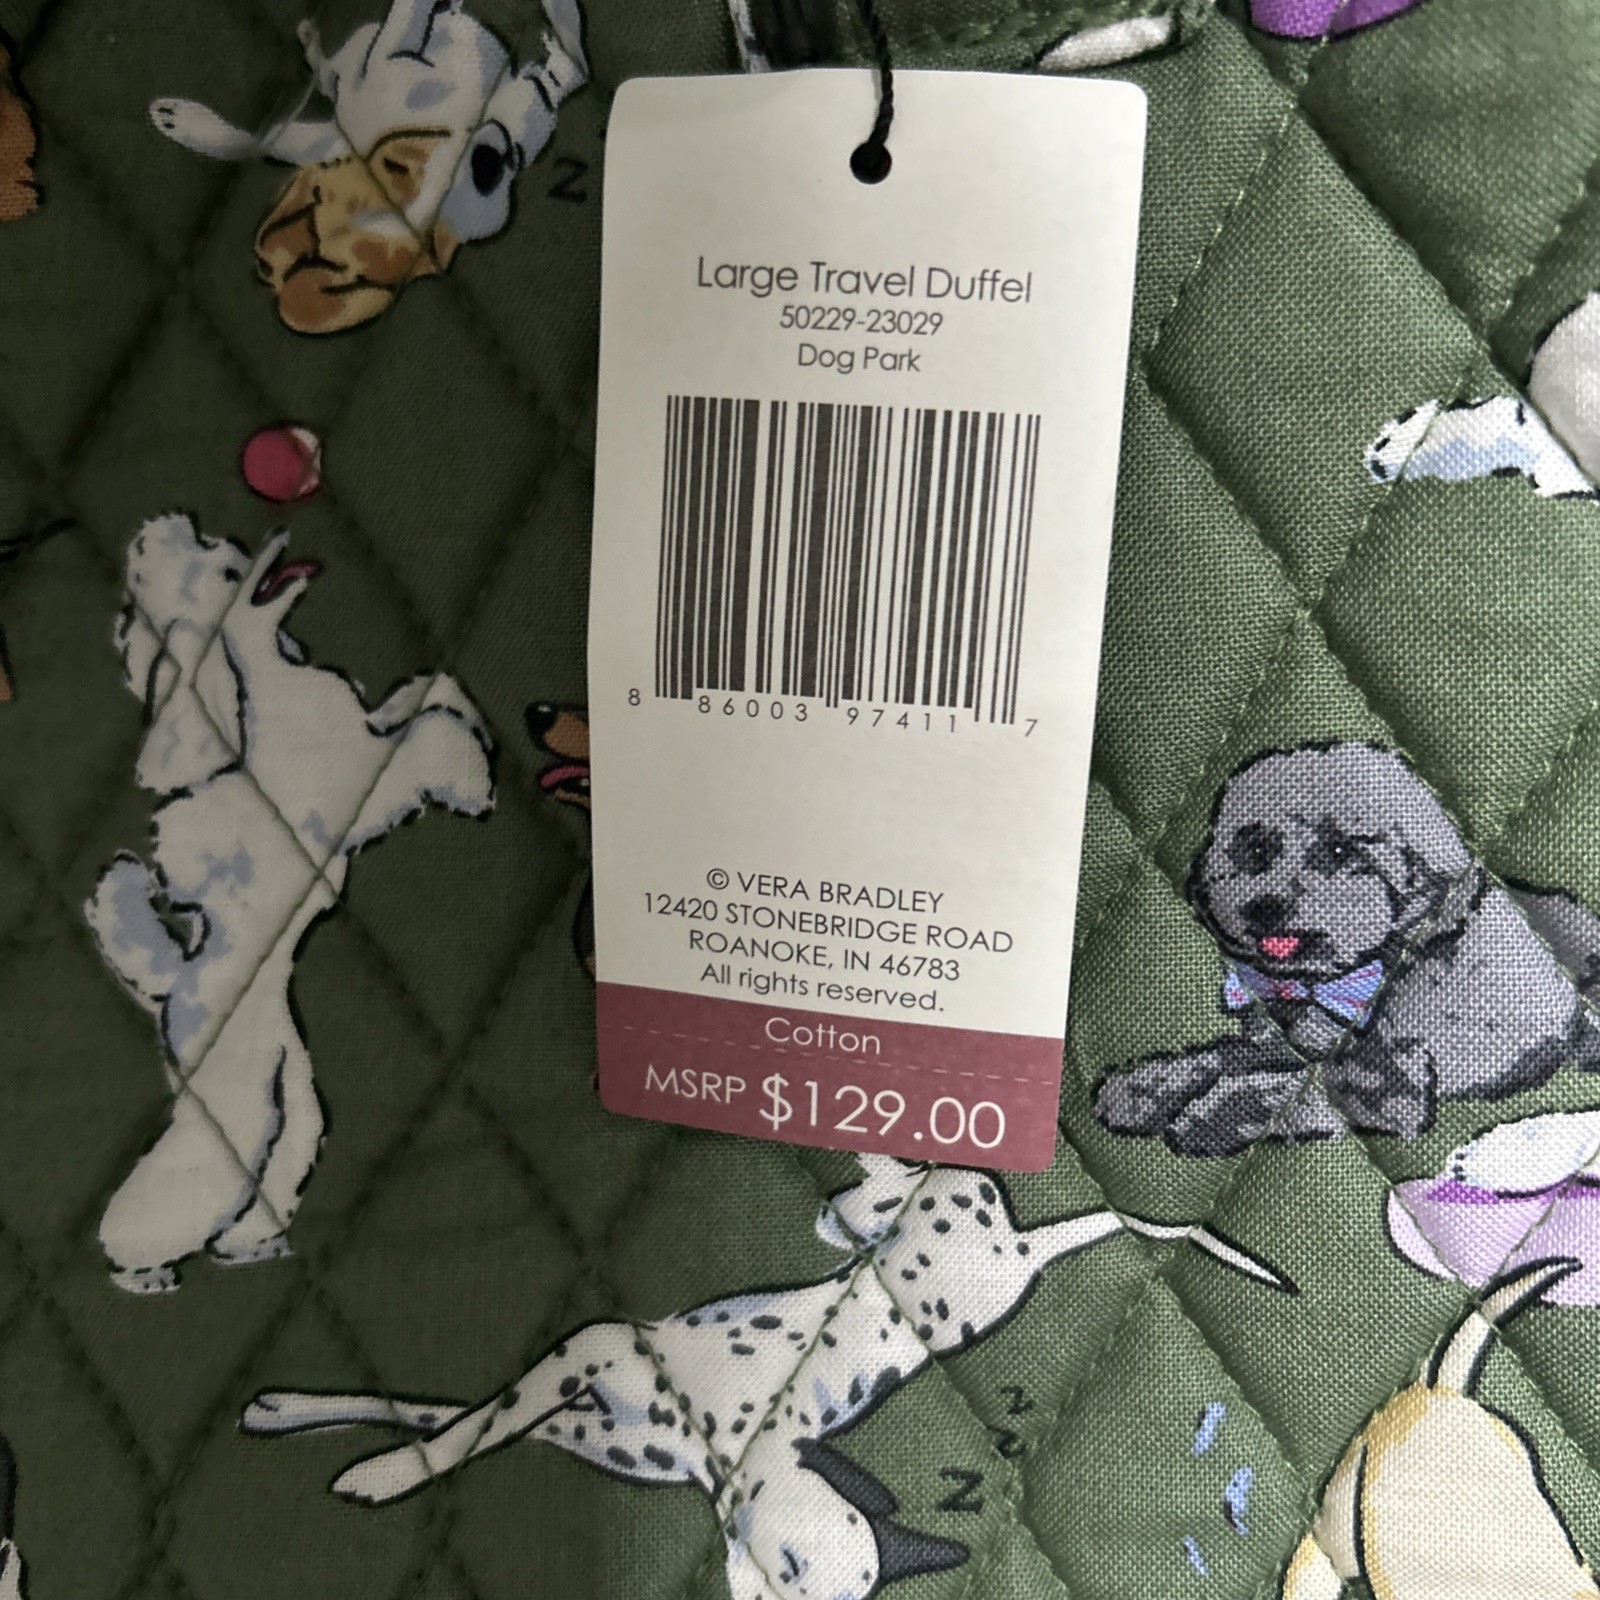 Large Travel Duffel
50229-23029
Dog Park
8 86003 97411 7
© VERA BRADLEY
12420 STONEBRIDGE ROAD
ROANOKE, IN 46783
All rights reserved.
Cotton
MSRP $129.00
Z
z
z
Z